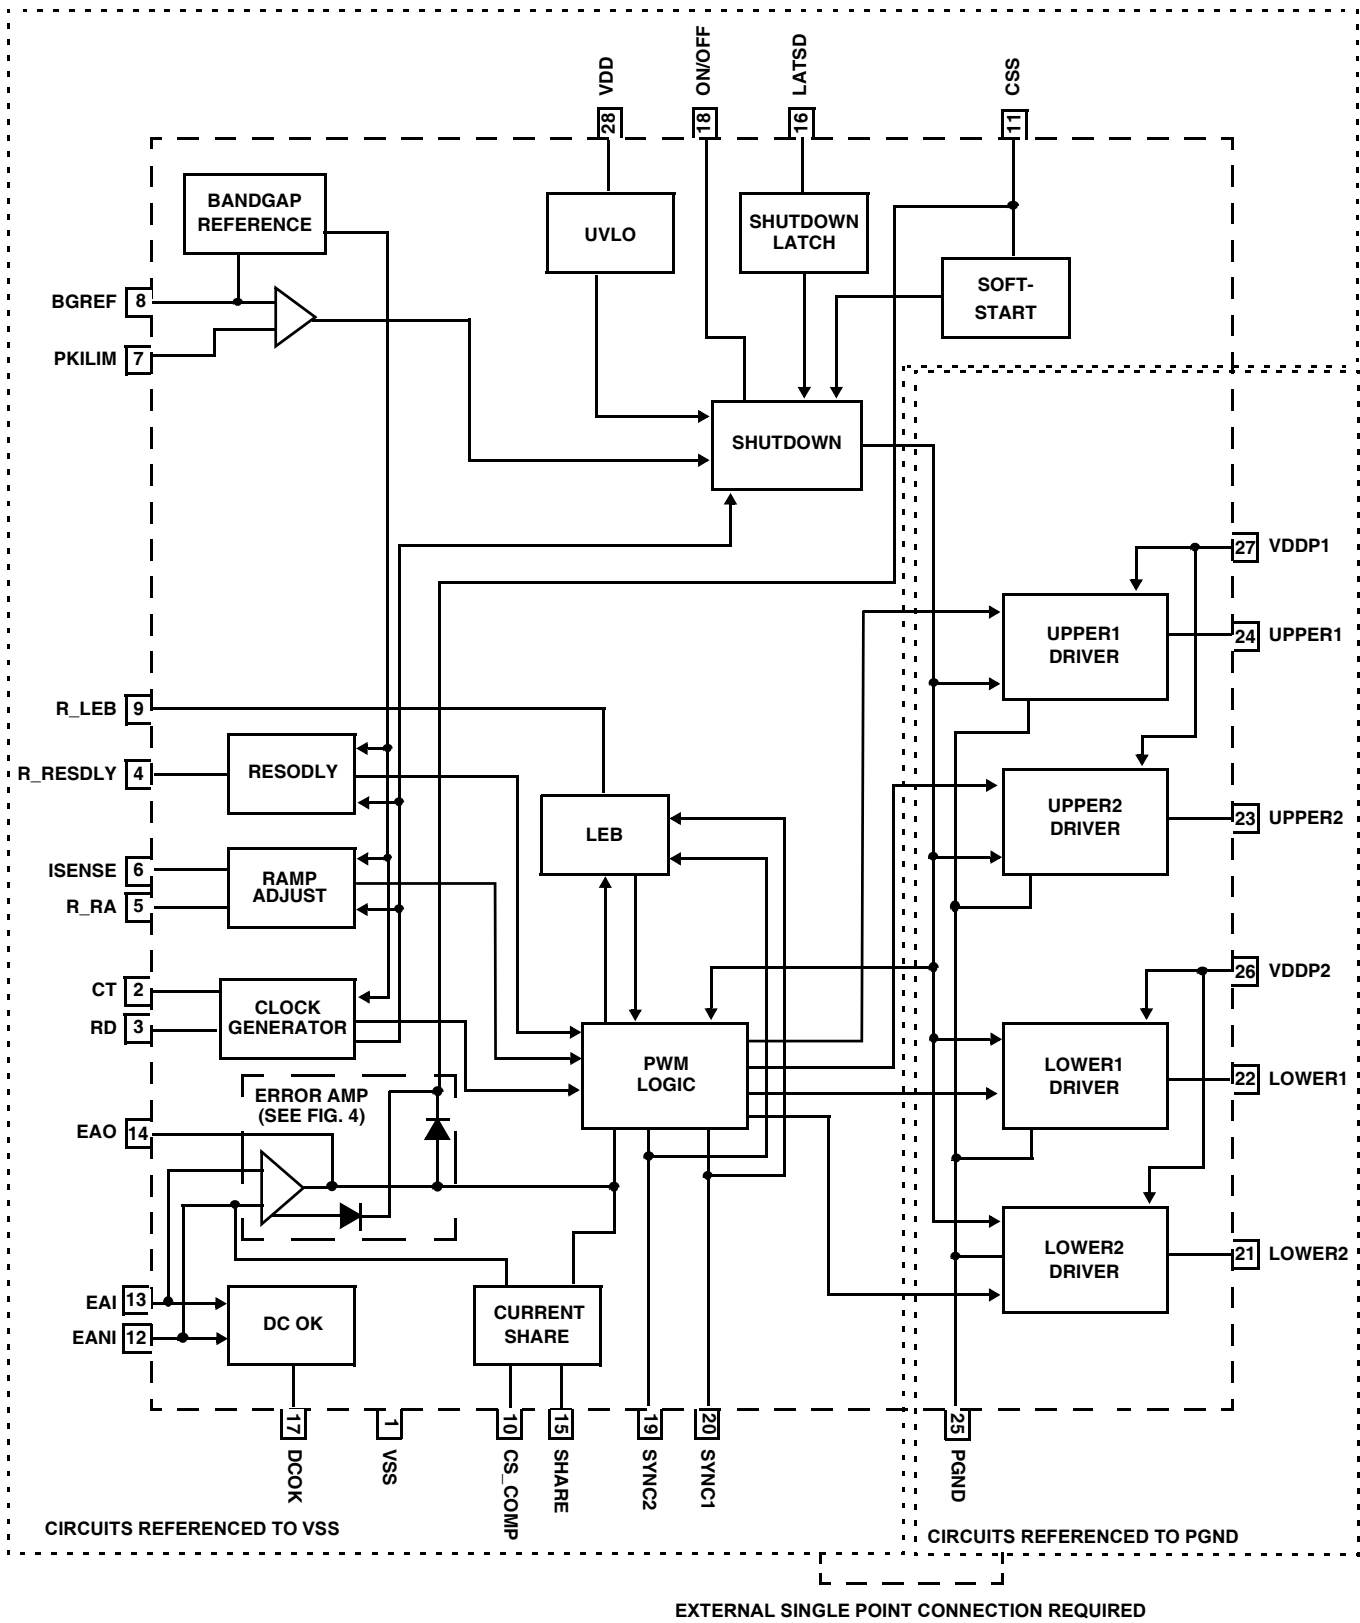 VDD
ON/OFF
LATSD
CSS
28
18
16
11
BANDGAP
REFERENCE
UVLO
SHUTDOWN
LATCH
SOFT-
START
BGREF 8
PKILIM 7
SHUTDOWN
27 VDDP1
UPPER1
DRIVER
24 UPPER1
R_LEB 9
R_RESDLY 4
RESODLY
LEB
UPPER2
DRIVER
23 UPPER2
ISENSE 6
R_RA 5
RAMP
ADJUST
26 VDDP2
CT 2
RD 3
CLOCK
GENERATOR
PWM
LOGIC
LOWER1
DRIVER
22 LOWER1
ERROR AMP
(SEE FIG. 4)
EAO 14
LOWER2
DRIVER
21 LOWER2
EAI 13
EANI 12
DC OK
CURRENT
SHARE
17
1
10
15
19
20
25
DCOK
VSS
CS_COMP
SHARE
SYNC2
SYNC1
PGND
CIRCUITS REFERENCED TO VSS
CIRCUITS REFERENCED TO PGND
EXTERNAL SINGLE POINT CONNECTION REQUIRED